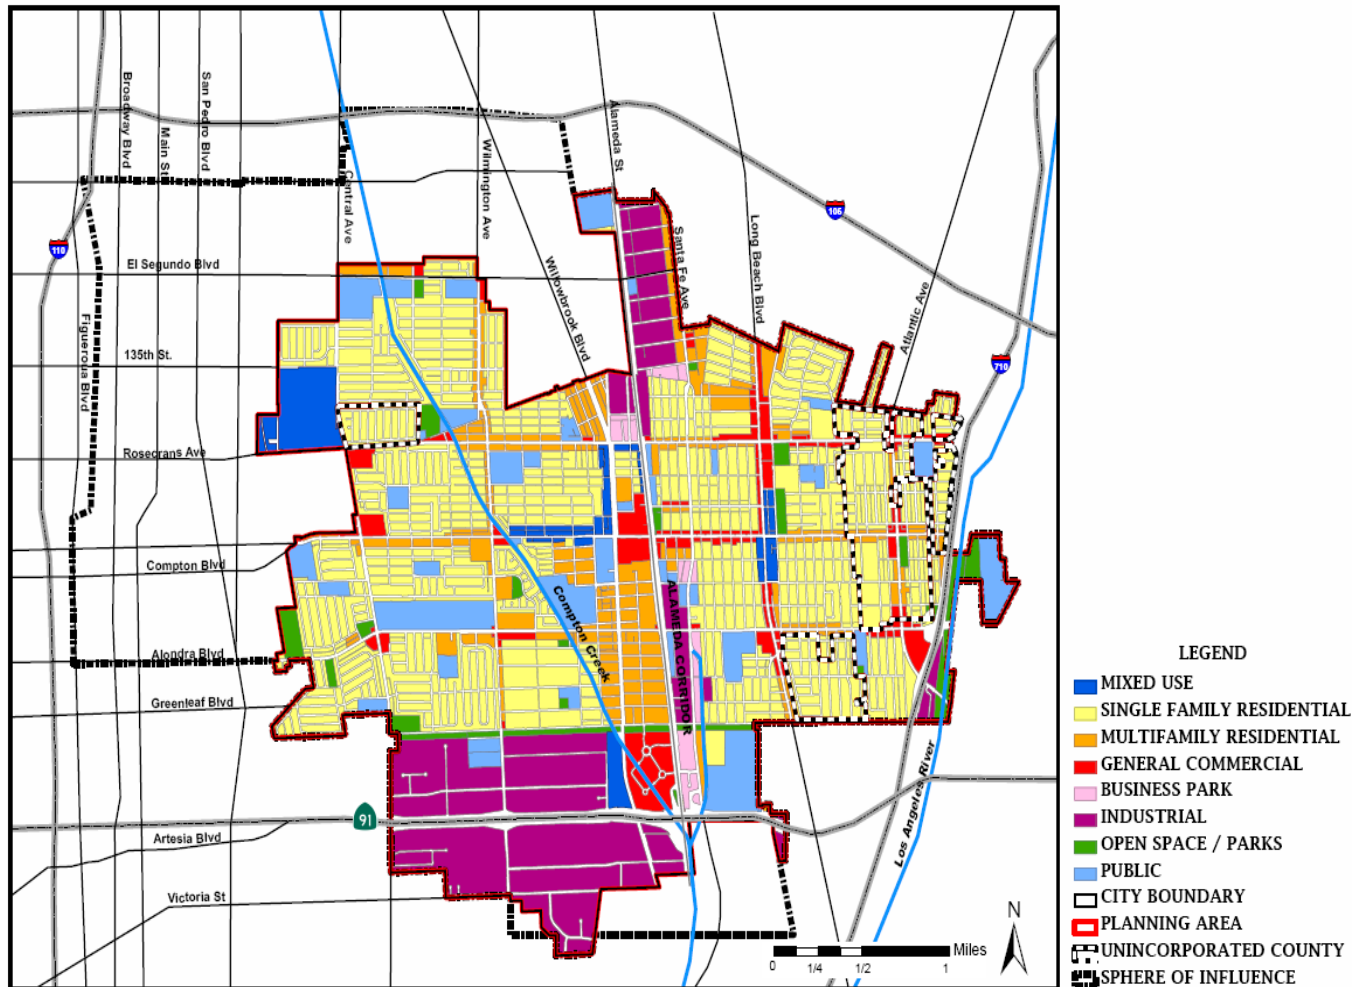 Broadway Blvd
Main St
San Pedro Blvd
Central Ave
Wilmington Ave
Alameda St
Willowbrook Blvd
Santa Fe Ave
Long Beach Blvd
Atlantic Ave
Figueroua Blvd
110
105
710
91
El Segundo Blvd
135th St.
Rosecrans Ave
Compton Blvd
Alondra Blvd
Greenleaf Blvd
Artesia Blvd
Victoria St
Compton Creek
ALAMEDA CORRIDOR
Los Angeles River
N
Miles
0 1/4 1/2 1
LEGEND
MIXED USE
SINGLE FAMILY RESIDENTIAL
MULTIFAMILY RESIDENTIAL
GENERAL COMMERCIAL
BUSINESS PARK
INDUSTRIAL
OPEN SPACE / PARKS
PUBLIC
CITY BOUNDARY
PLANNING AREA
UNINCORPORATED COUNTY
SPHERE OF INFLUENCE